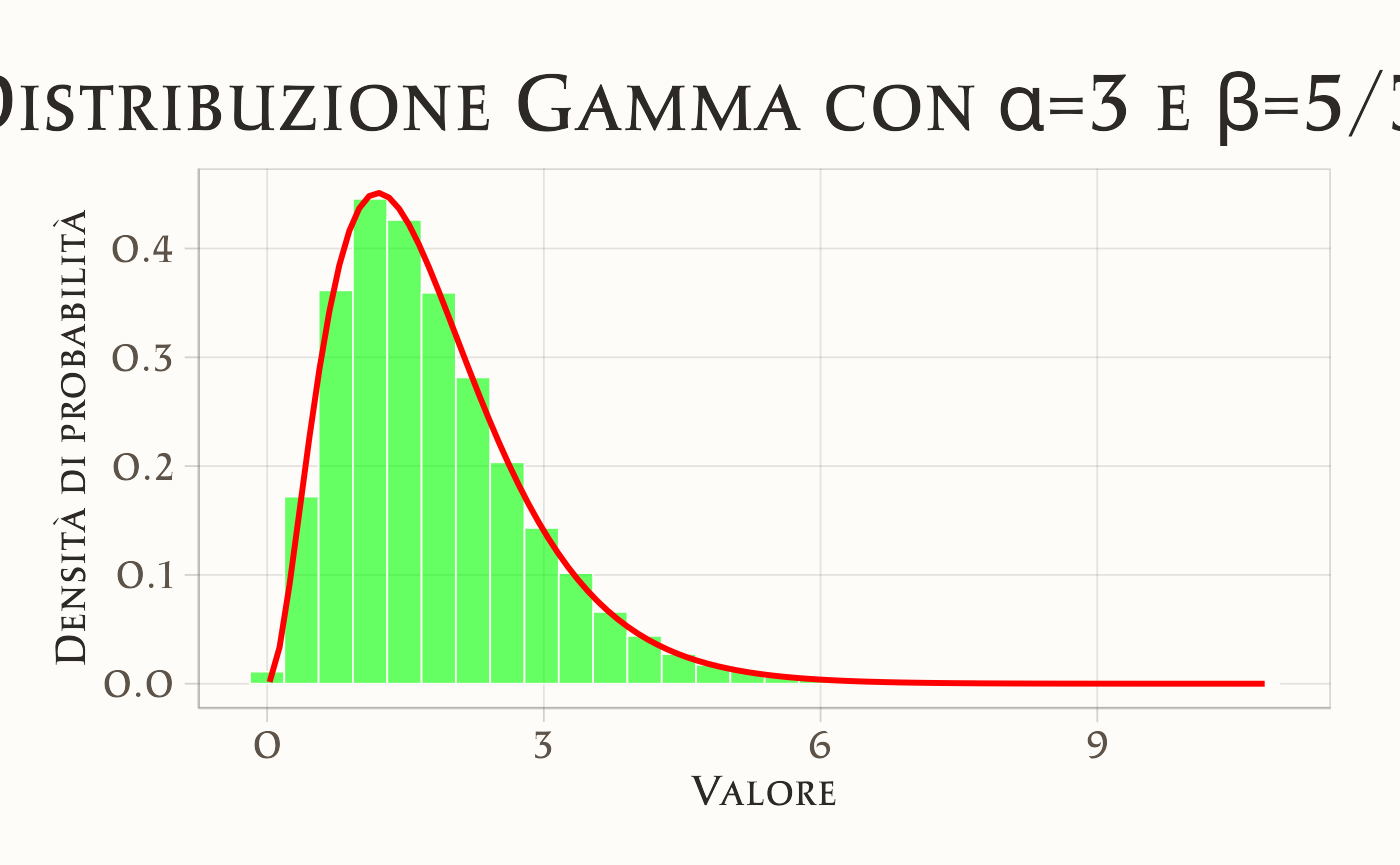 Distribuzione Gamma con α=3 e β=5/3
Densità di probabilità
0.4
0.3
0.2
0.1
0.0
0 3 6 9
Valore